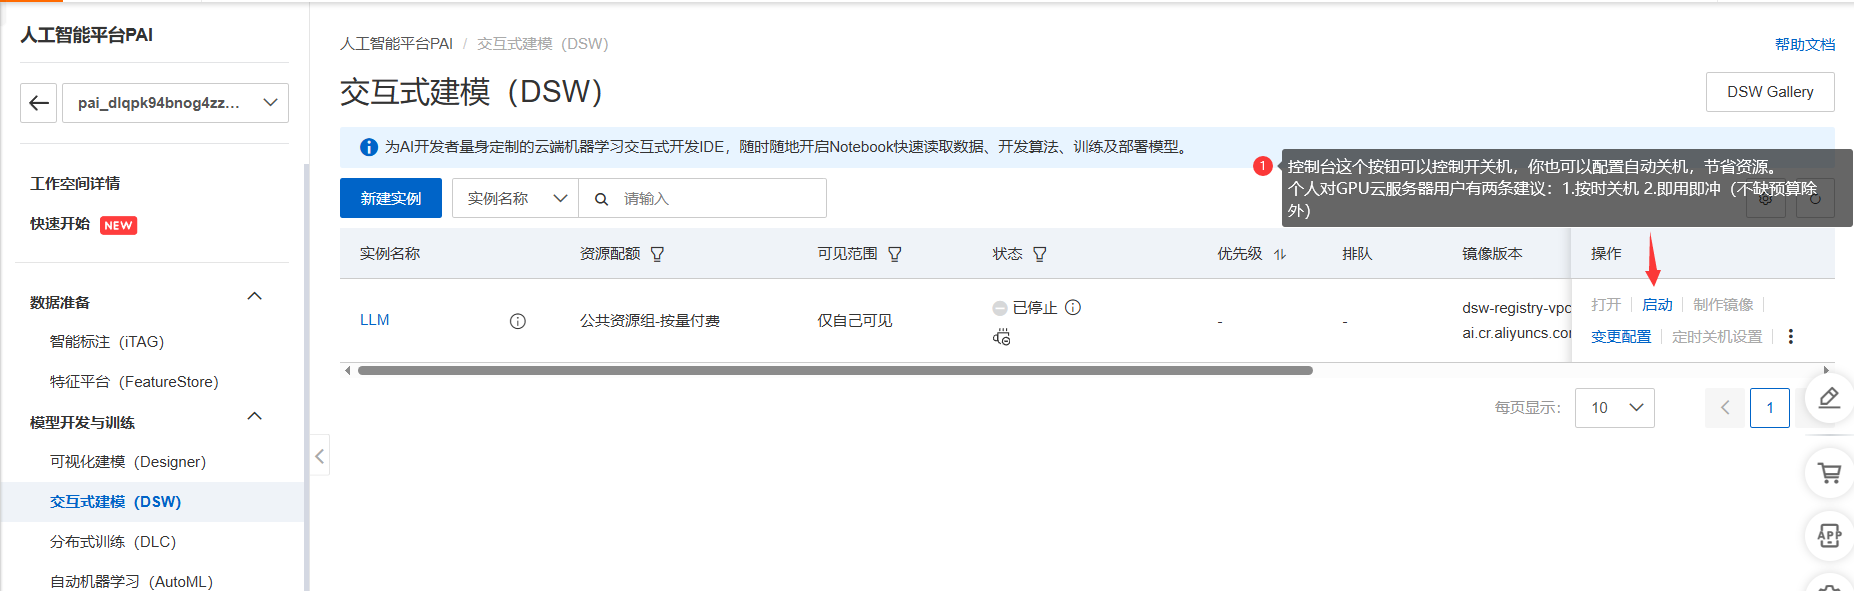 人工智能平台PAI
pai_dlqpk94bnog4zz...
工作空间详情
快速开始 NEW
数据准备
智能标注（iTAG）
特征平台（FeatureStore）
模型开发与训练
可视化建模（Designer）
交互式建模（DSW）
分布式训练（DLC）
自动机器学习（AutoML）
人工智能平台PAI / 交互式建模（DSW）
帮助文档
交互式建模（DSW）
DSW Gallery
为AI开发者量身定制的云端机器学习交互式开发IDE，随时随地开启Notebook快速读取数据、开发算法、训练及部署模型。
1
控制台这个按钮可以控制开关机，你也可以配置自动关机，节省资源。
个人对GPU云服务器用户有两条建议：1.按时关机 2.即用即冲（不缺预算除
外）
新建实例
实例名称
请输入
实例名称 资源配额 可见范围 状态 优先级 排队 镜像版本 操作
LLM 公共资源组-按量付费 仅自己可见 已停止 - -
dsw-registry-vpc
ai.cr.aliyuncs.com
打开 启动 制作镜像
变更配置 定时关机设置
每页显示： 10 1
APP